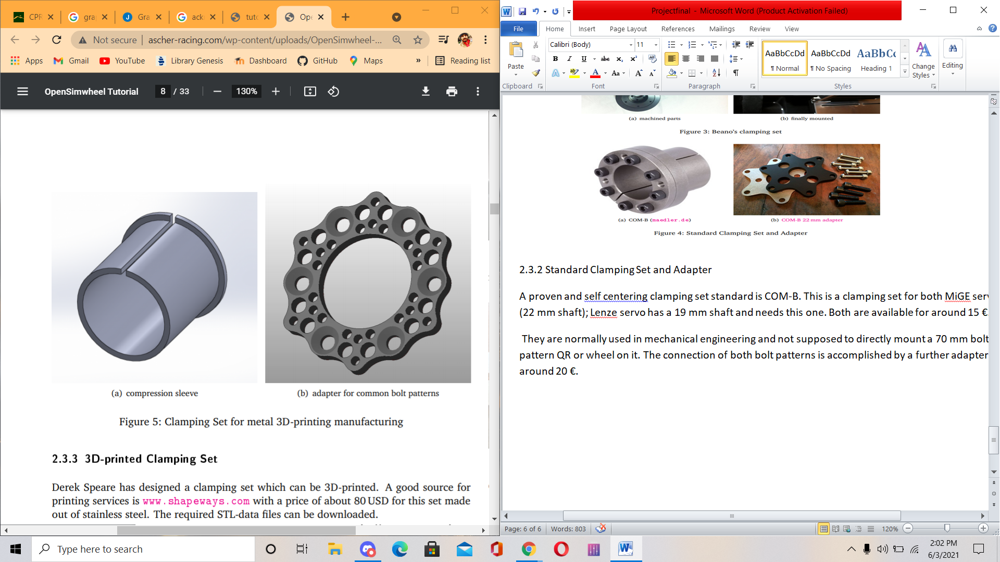 CPR
gra
Gra
ack
tuto
Ope
Not secure
ascher-racing.com/wp-content/uploads/OpenSimwheel-...
Apps
Gmail
YouTube
Library Genesis
Dashboard
GitHub
Maps
»
Reading list
OpenSimwheel Tutorial
8 / 33
130%
(a) compression sleeve
(b) adapter for common bolt patterns
Figure 5: Clamping Set for metal 3D-printing manufacturing
2.3.3 3D-printed Clamping Set
Derek Speare has designed a clamping set which can be 3D-printed. A good source for
printing services is www.shapeways.com with a price of about 80 USD for this set made
out of stainless steel. The required STL-data files can be downloaded.
Projectfinal - Microsoft Word (Product Activation Failed)
File
Home
Insert
Page Layout
References
Mailings
Review
View
Paste
Clipboard
Calibri (Body)
11
B I U abc x₂ x²
Aa
Font
Paragraph
AaBbCcDd
¶ Normal
AaBbCcDd
¶ No Spacing
AaBbCc
Heading 1
Change
Styles
Styles
Editing
(a) machined parts
(b) finally mounted
Figure 3: Beano's clamping set
(a) COM-B (maedler.de)
(b) COM-B 22 mm adapter
Figure 4: Standard Clamping Set and Adapter
2.3.2 Standard Clamping Set and Adapter
A proven and self centering clamping set standard is COM-B. This is a clamping set for both MiGE serv
(22 mm shaft); Lenze servo has a 19 mm shaft and needs this one. Both are available for around 15 €
They are normally used in mechanical engineering and not supposed to directly mount a 70 mm bolt
pattern QR or wheel on it. The connection of both bolt patterns is accomplished by a further adapter
around 20 €.
Page: 6 of 6
Words: 803
120%
Type here to search
2:02 PM
6/3/2021